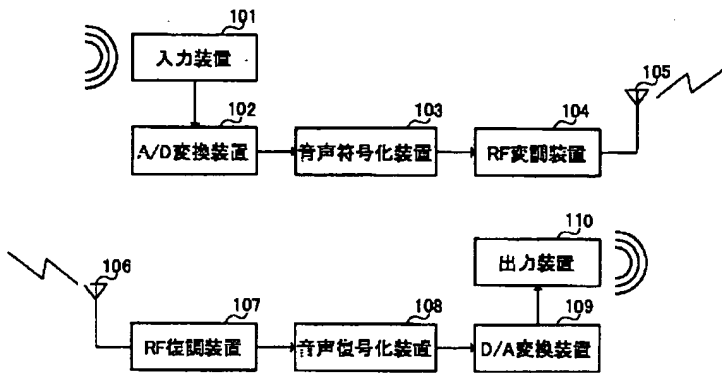 101
入力装置
102
A/D変換装置
103
音声符号化装置
104
RF変調装置
105
106
107
RF復調装置
108
音声復号化装置
109
D/A変換装置
110
出力装置